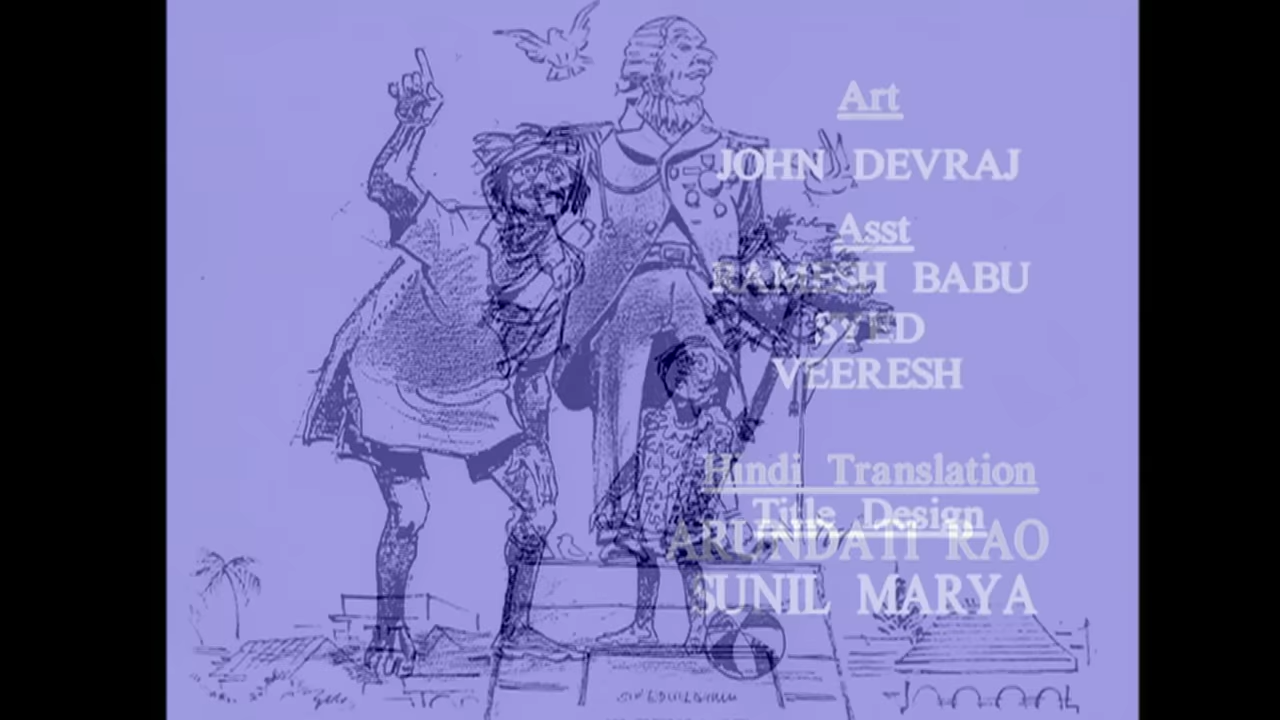 Art
JOHN DEVRAJ
Asst
RAMESH BABU
SYED
VEERESH
Hindi Translation
Title Design
ARUNDATI RAO
SUNIL MARYA